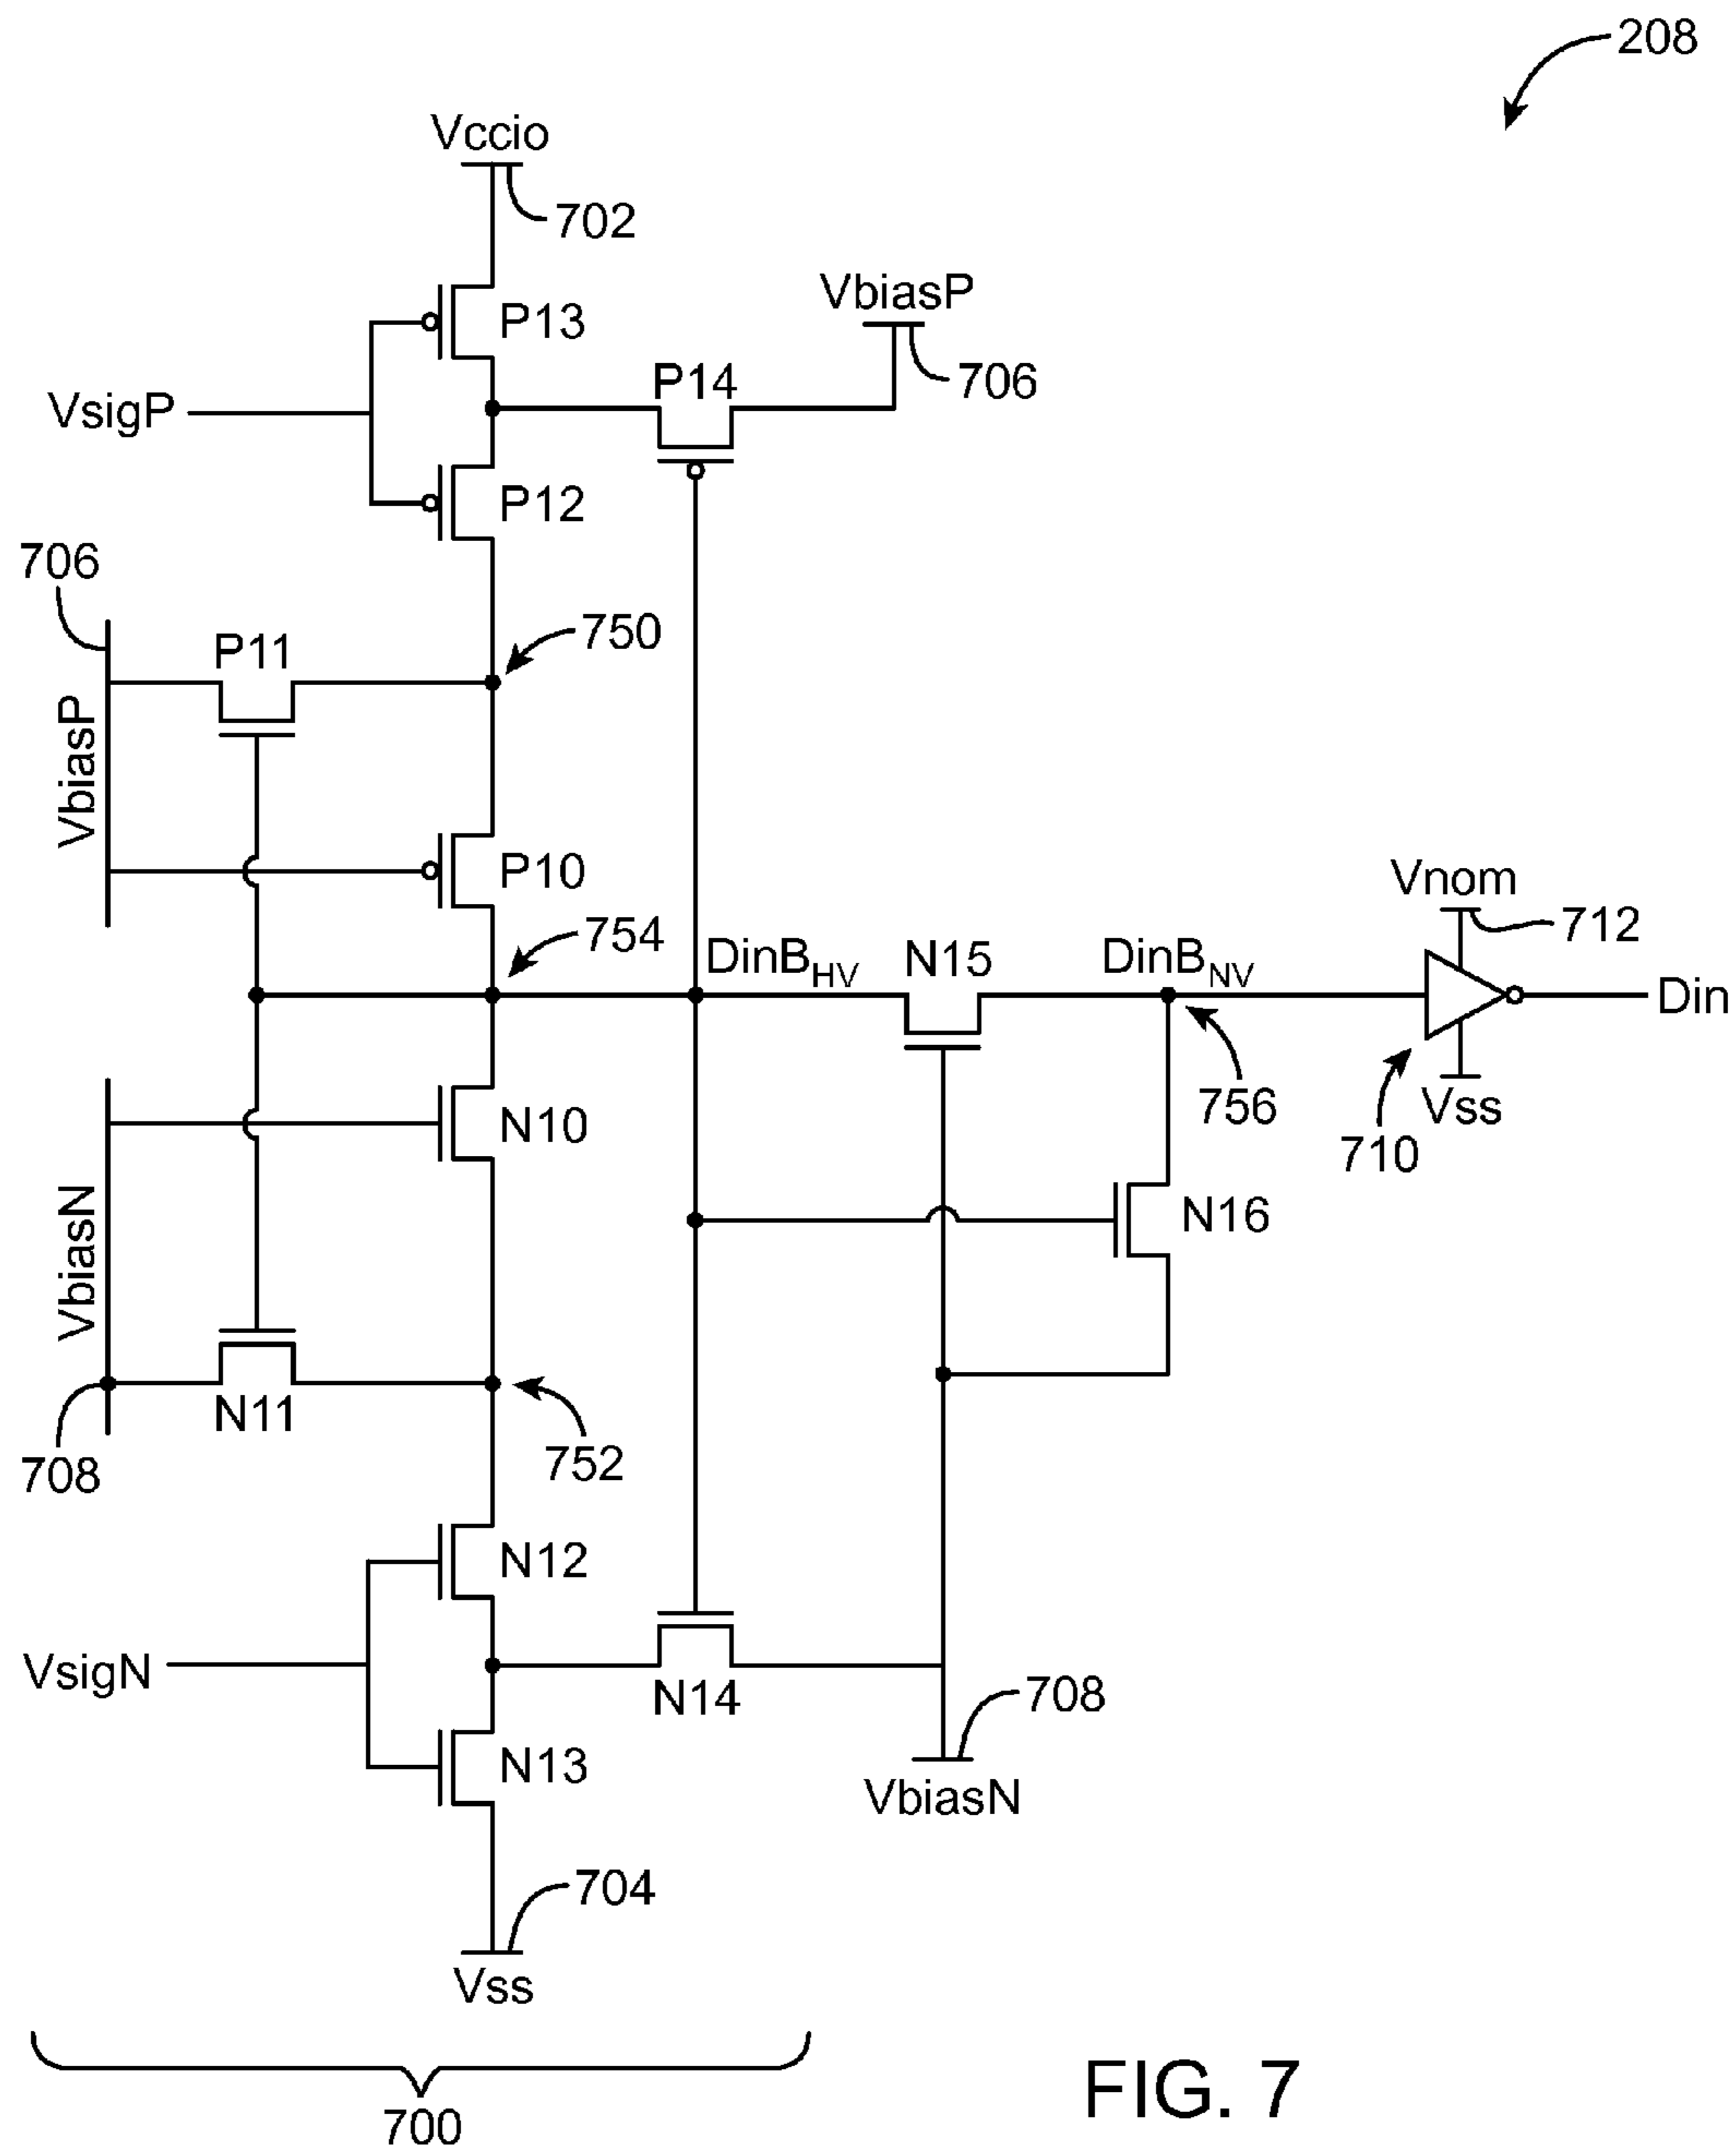 208
Vccio
702
VbiasP
P13
706
P14
VsigP
P12
706
750
P11
VbiasP
P10
Vnom
712
754
DinBHV
N15
DinBNV
Din
756
Vss
710
N10
VbiasN
N16
N11
752
708
N12
VsigN
N14
708
N13
VbiasN
704
Vss
700
FIG. 7